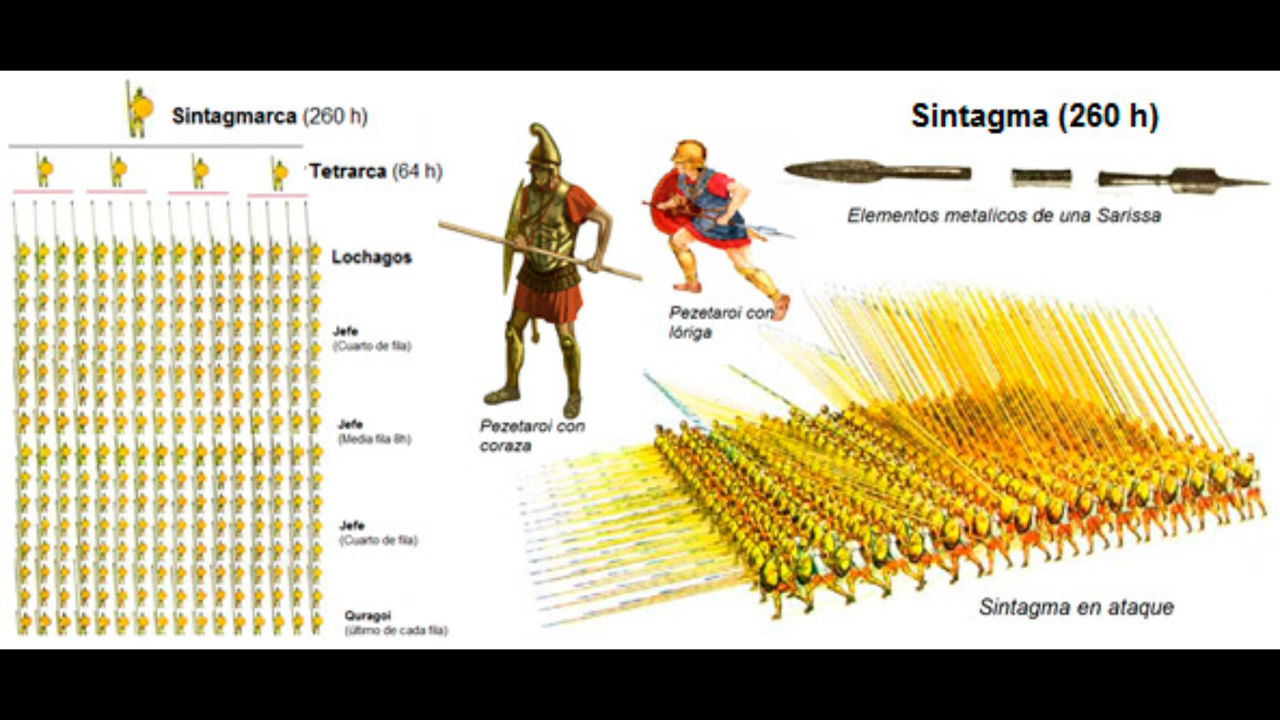 Sintagmarca (260 h)
Tetrarca (64 h)
Lochagos
Jefe
(Cuarto de fila)
Jefe
(Media fila 8h)
Jefe
(Cuarto de fila)
Quragoi
(último de cada fila)
Pezetaroi con
coraza
Pezetaroi con
lóriga
Sintagma (260 h)
Elementos metalicos de una Sarissa
Sintagma en ataque